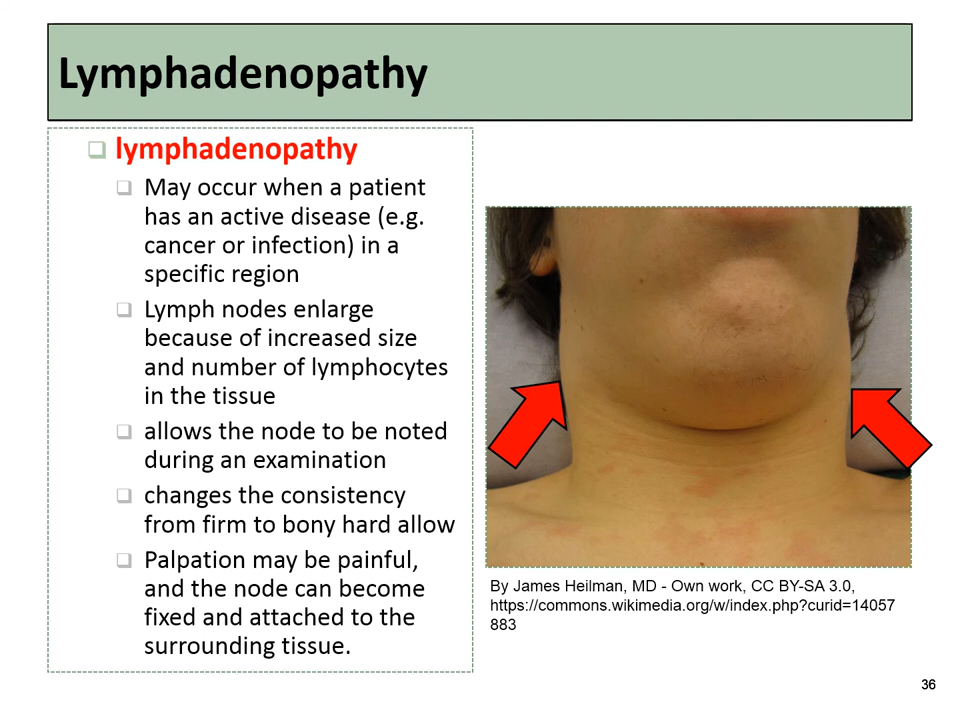 Lymphadenopathy
lymphadenopathy
May occur when a patient
has an active disease (e.g.
cancer or infection) in a
specific region
Lymph nodes enlarge
because of increased size
and number of lymphocytes
in the tissue
allows the node to be noted
during an examination
changes the consistency
from firm to bony hard allow
Palpation may be painful,
and the node can become
fixed and attached to the
surrounding tissue.
By James Heilman, MD - Own work, CC BY-SA 3.0,
https://commons.wikimedia.org/w/index.php?curid=14057
883
36